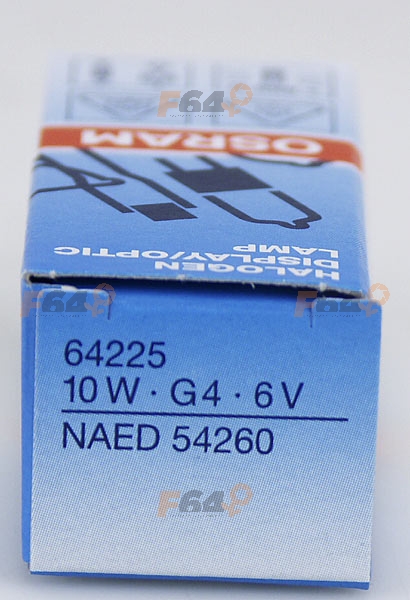 F64
OSRAM
HALOGEN
DISPLAY/OPTIC
LAMP
F64
F64
64225
10 W · G4 · 6 V
NAED 54260
F64